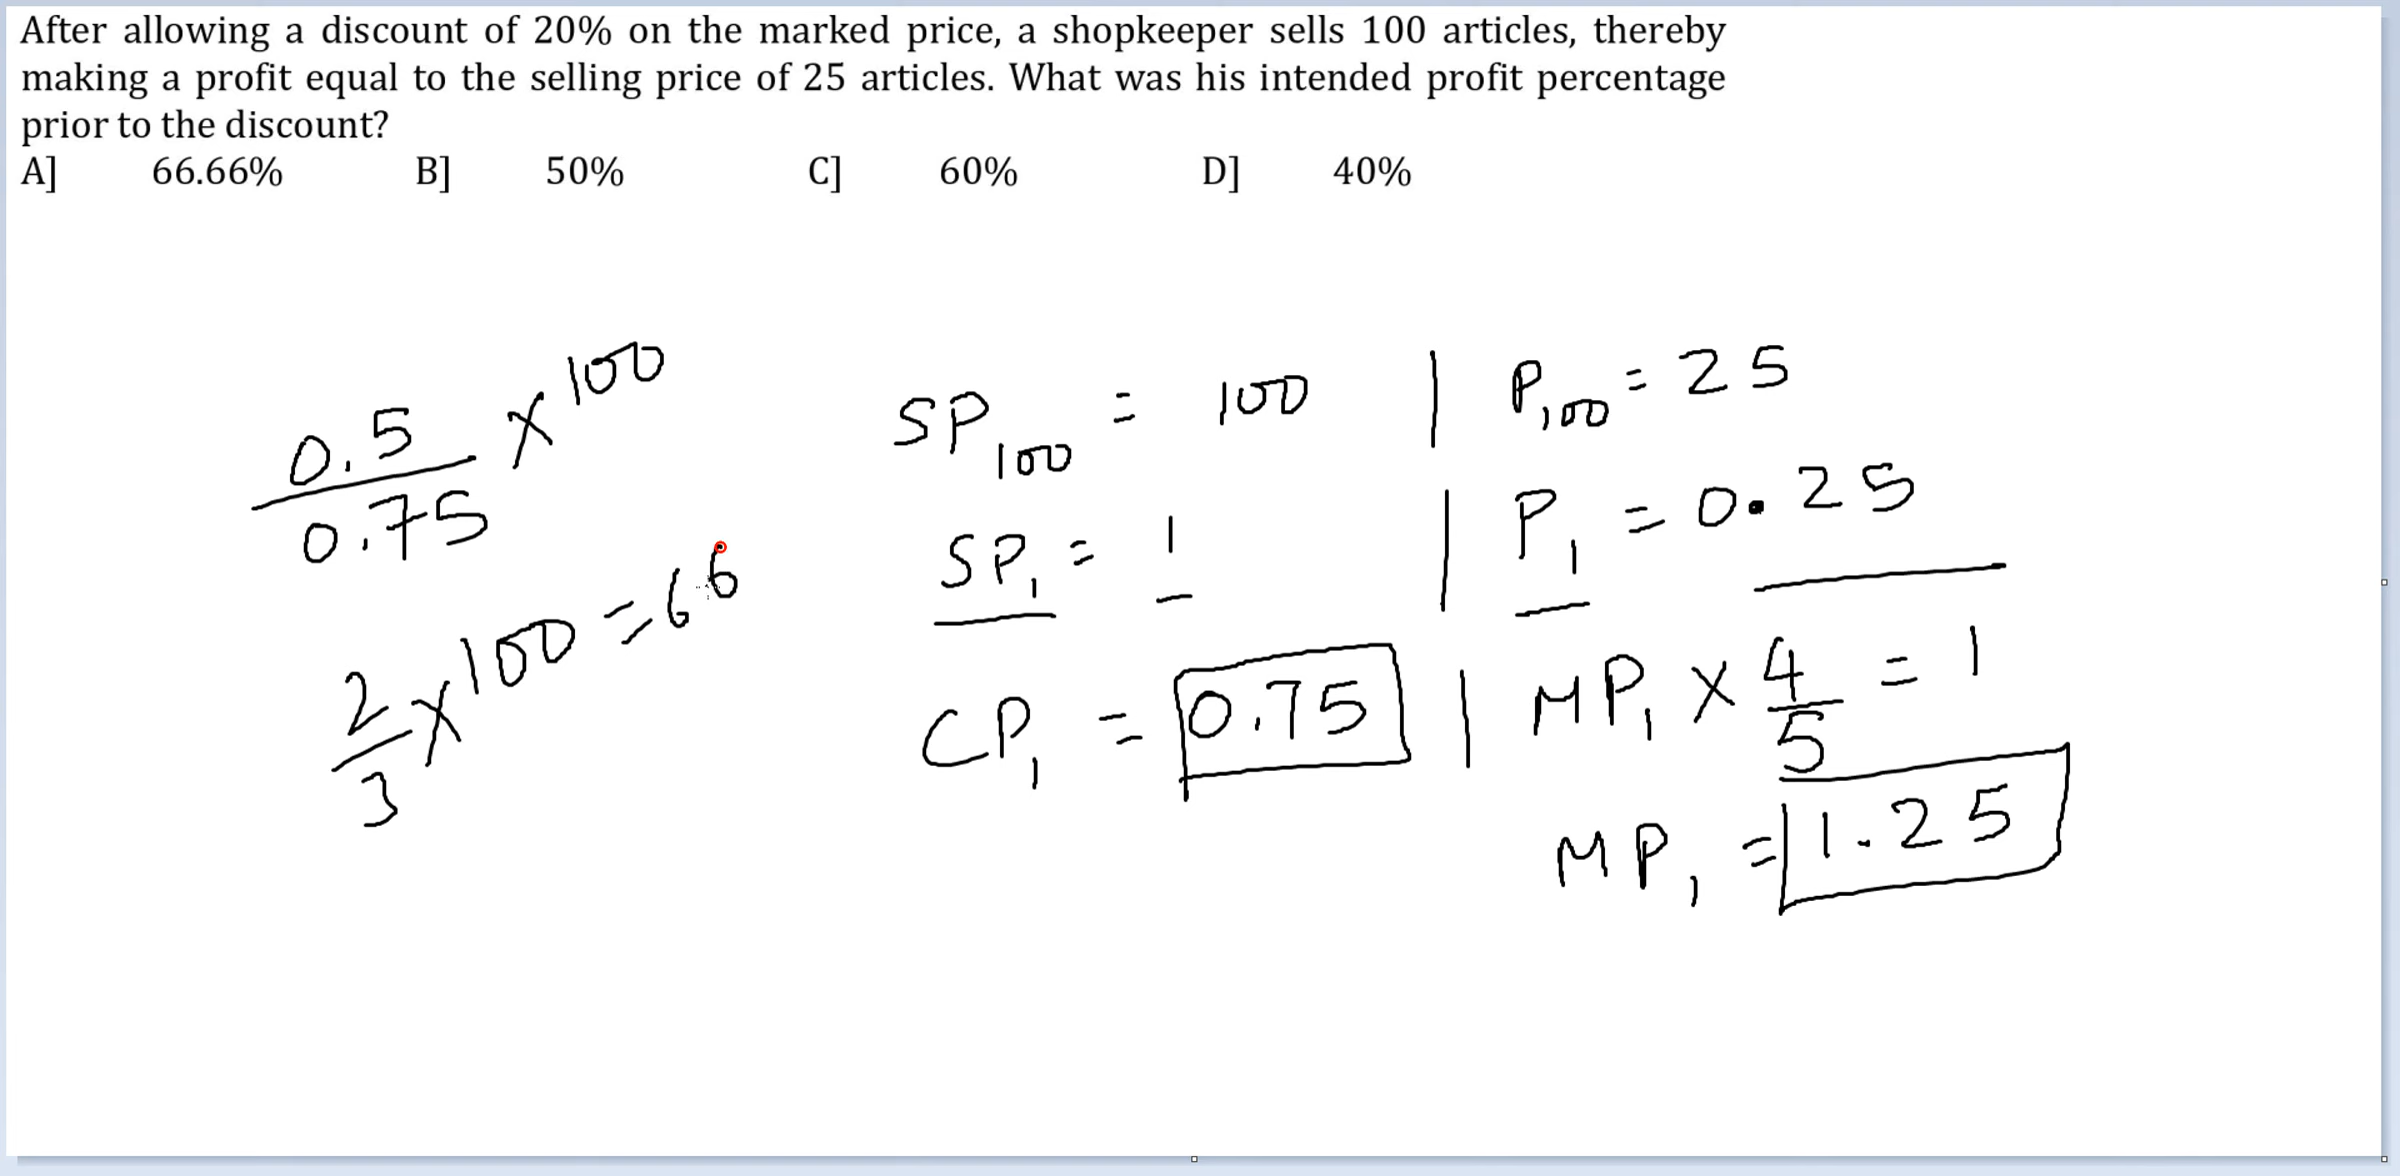 After allowing a discount of 20% on the marked price, a shopkeeper sells 100 articles, thereby
making a profit equal to the selling price of 25 articles. What was his intended profit percentage
prior to the discount?
A] 66.66% B] 50% C] 60% D] 40%
0.5 / 0.75 x 100
2 / 3 x 100 = 66
SP100 = 100 | P100 = 25
SP1 = 1 | P1 = 0.25
CP1 = 0.75 | MP1 x 4/5 = 1
MP1 = 1.25